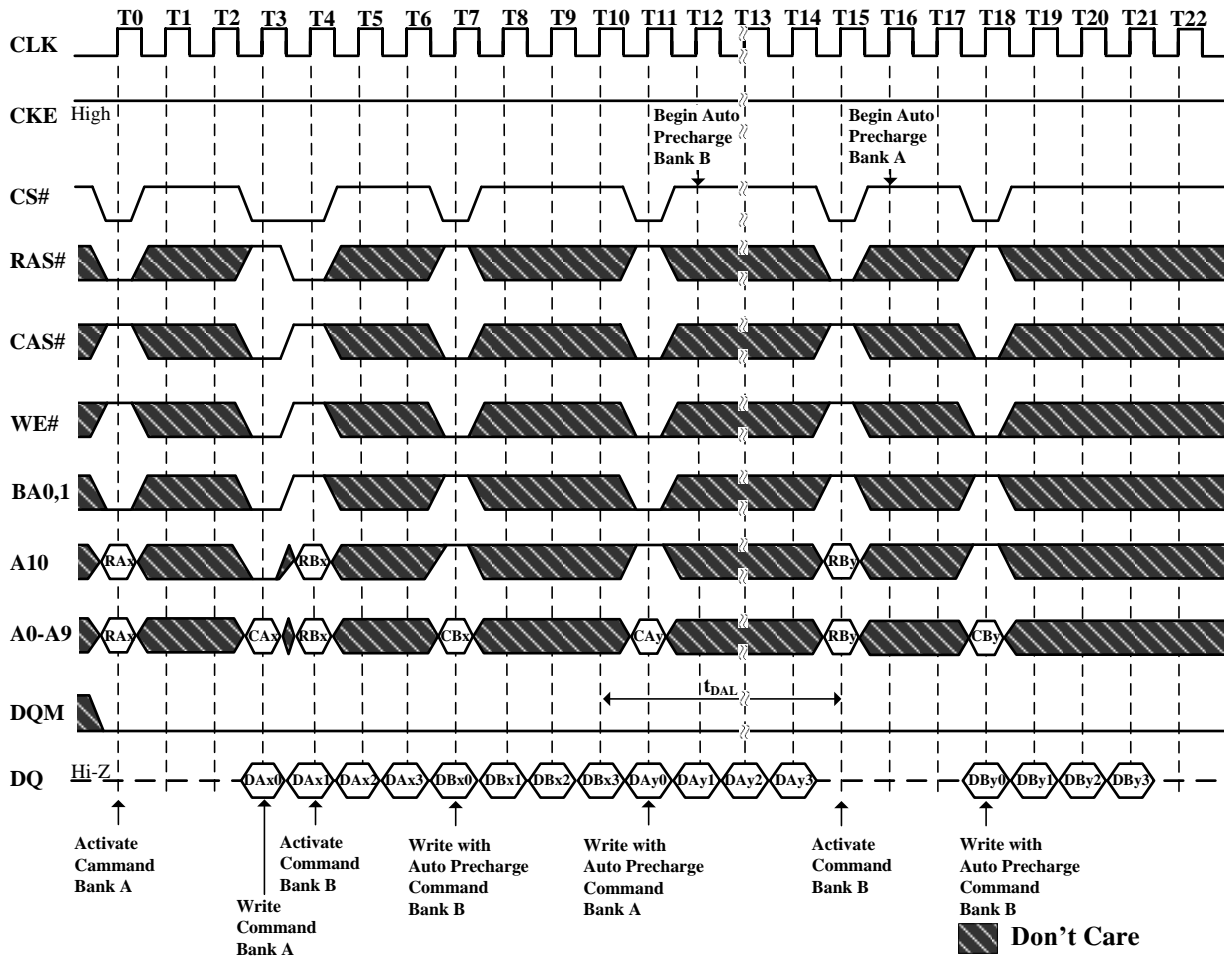 T0 T1 T2 T3 T4 T5 T6 T7 T8 T9 T10 T11 T12 T13 T14 T15 T16 T17 T18 T19 T20 T21 T22
CLK
CKE High
Begin Auto
Precharge
Bank B
Begin Auto
Precharge
Bank A
CS#
RAS#
CAS#
WE#
BA0,1
A10 RAx RBx RBy
A0-A9 RAx CAx RBx CBx CAy RBy CBy
tDAL
DQM
DQ Hi-Z DAx0 DAx1 DAx2 DAx3 DBx0 DBx1 DBx2 DBx3 DAy0 DAy1 DAy2 DAy3 DBy0 DBy1 DBy2 DBy3
Activate
Cammand
Bank A
Write
Command
Bank A
Activate
Command
Bank B
Write with
Auto Precharge
Command
Bank B
Write with
Auto Precharge
Command
Bank A
Activate
Command
Bank B
Write with
Auto Precharge
Command
Bank B
Don't Care